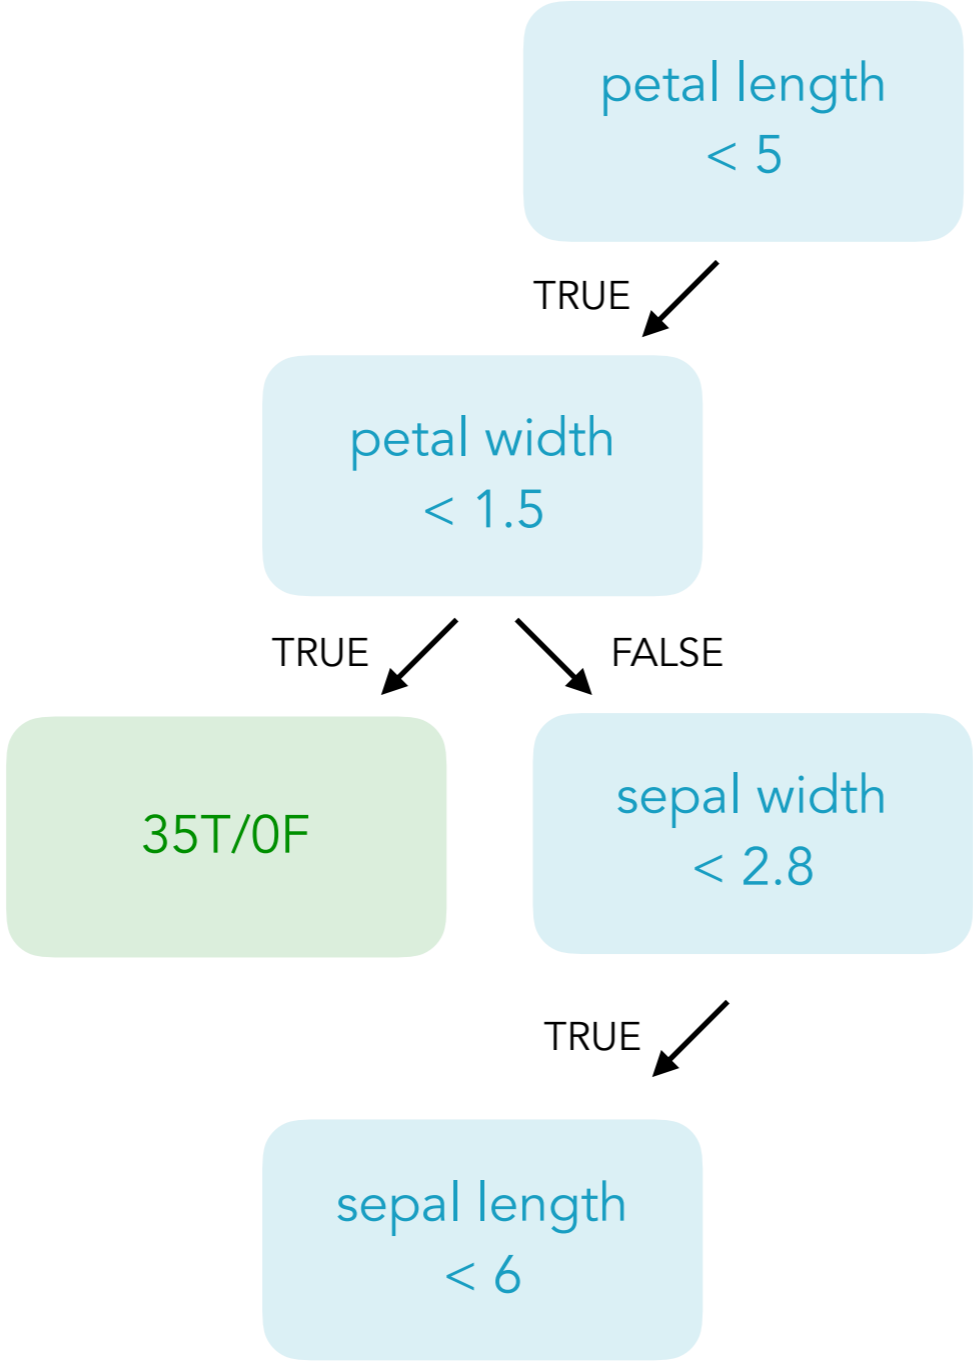 petal length
< 5
TRUE
petal width
< 1.5
TRUE
FALSE
35T/0F
sepal width
< 2.8
TRUE
sepal length
< 6